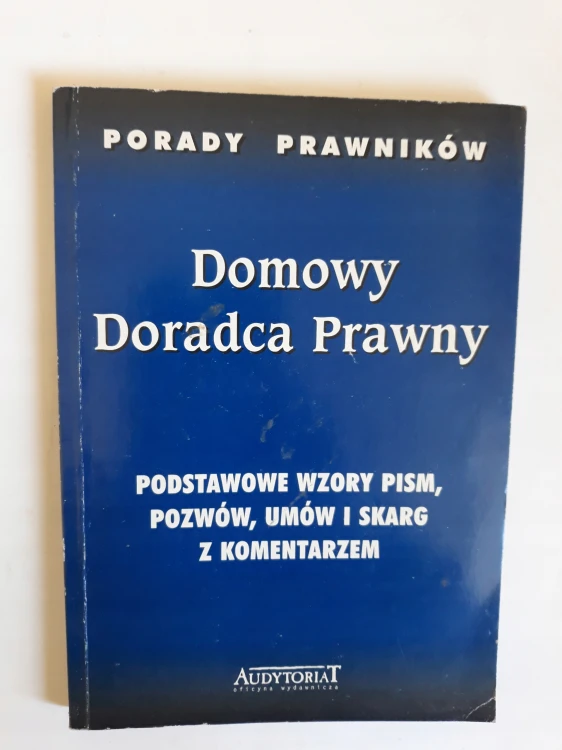 PORADY PRAWNIKÓW
Domowy
Doradca Prawny
PODSTAWOWE WZORY PISM,
POZWÓW, UMÓW I SKARG
Z KOMENTARZEM
AUDYTORIAT
oficyna wydawnicza